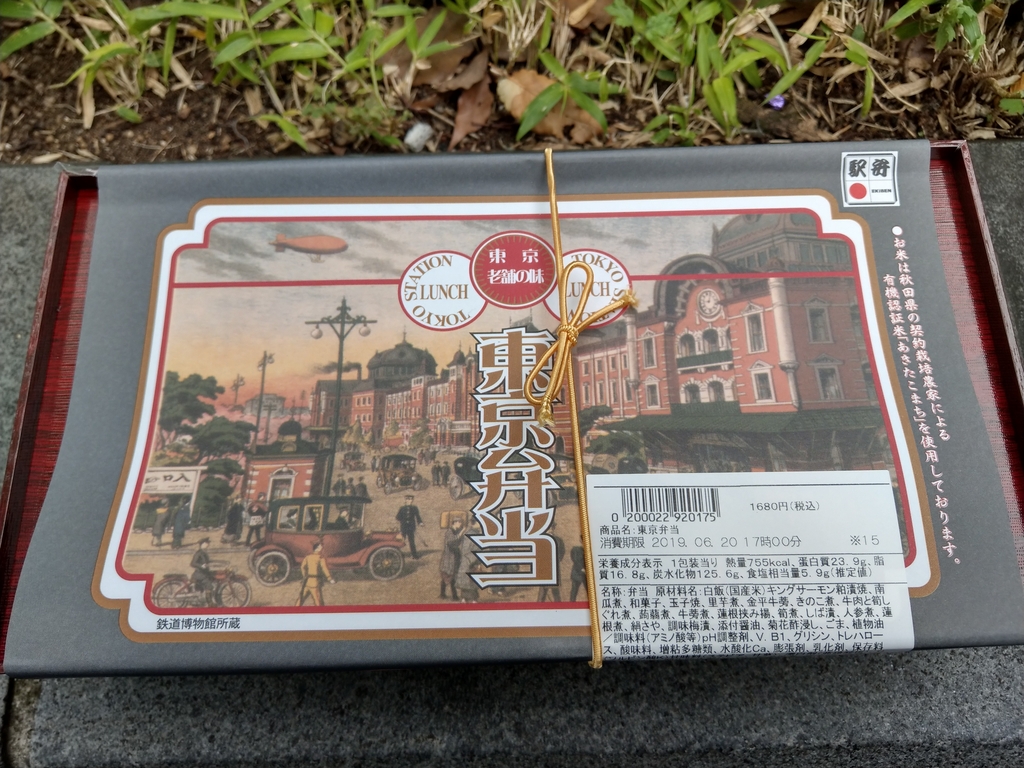 駅弁
EKIBEN
東京
老舗の味
TOKYO STATION
LUNCH
TOKYO S
LUNCH
東京弁当
●お米は秋田県の契約栽培農家による
有機認証米「あきたこまち」を使用しております。
入口
鉄道博物館所蔵
0 200022 920175
1680円(税込)
商品名:東京弁当
消費期限 2019. 06. 20 17時00分 ※15
栄養成分表示 1包装当り 熱量755kcal、蛋白質23. 9g、脂
質16. 8g、炭水化物125. 6g、食塩相当量5. 9g(推定値)
名称:弁当 原材料名:白飯(国産米)キングサーモン粕漬焼、南
瓜煮、和菓子、玉子焼、里芋煮、金平牛蒡、きのこ煮、牛肉と筍し
ぐれ煮、蒟蒻煮、牛蒡煮、蓮根挟み揚、筍煮、しば漬、人参煮、蓮
根煮、絹さや、調味梅漬、添付醤油、菊花酢浸し、ごま、植物油
/調味料(アミノ酸等)pH調整剤、V. B1、グリシン、トレハロー
ス、酸味料、増粘多糖類、水酸化Ca、膨張剤、乳化剤、保存料